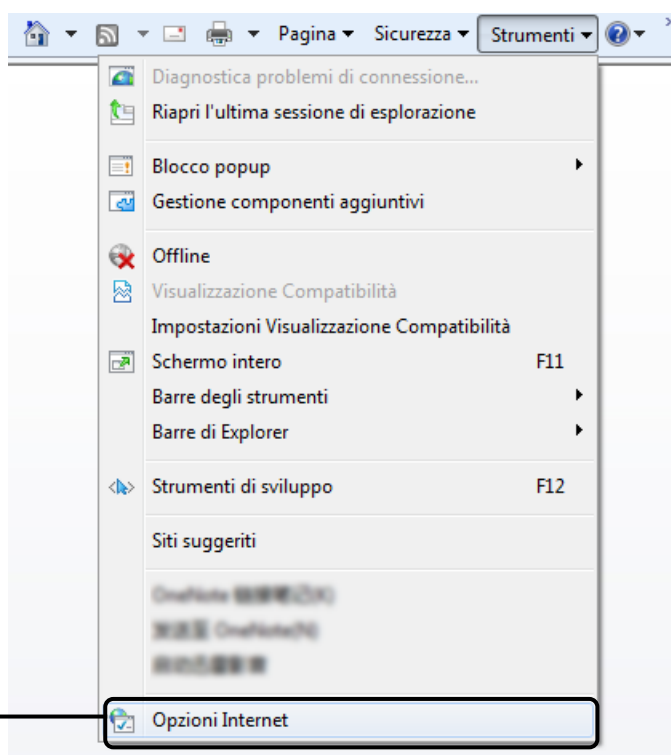 Pagina Sicurezza Strumenti
Diagnostica problemi di connessione...
Riapri l'ultima sessione di esplorazione
Blocco popup
Gestione componenti aggiuntivi
Offline
Visualizzazione Compatibilità
Impostazioni Visualizzazione Compatibilità
Schermo intero F11
Barre degli strumenti
Barre di Explorer
Strumenti di sviluppo F12
Siti suggeriti
OneNote
OneNote(N)
Opzioni Internet